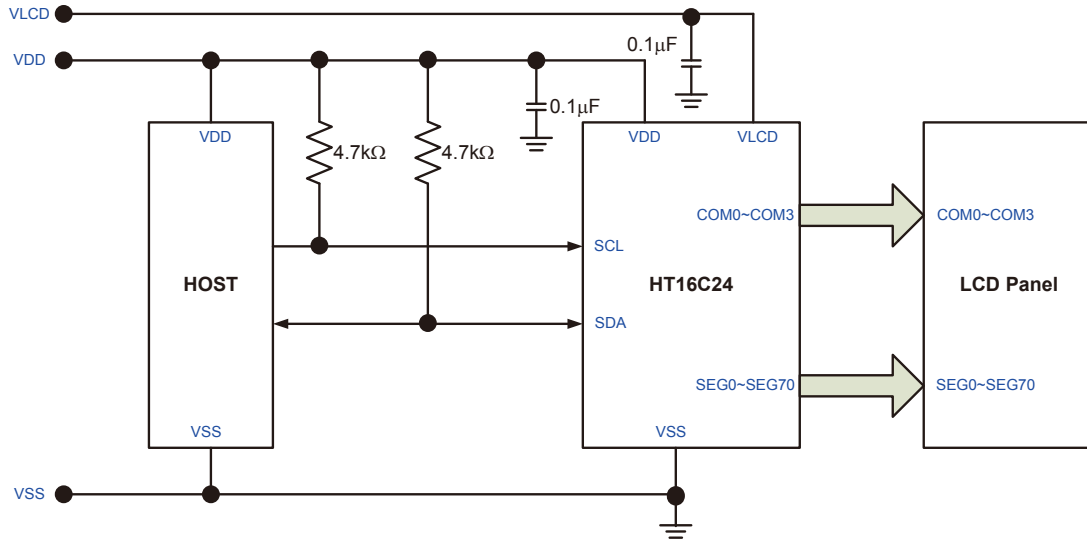 VLCD
VDD
0.1μF
0.1μF
VDD
4.7kΩ
4.7kΩ
VDD
VLCD
COM0~COM3
COM0~COM3
SCL
HOST
HT16C24
LCD Panel
SDA
SEG0~SEG70
SEG0~SEG70
VSS
VSS
VSS